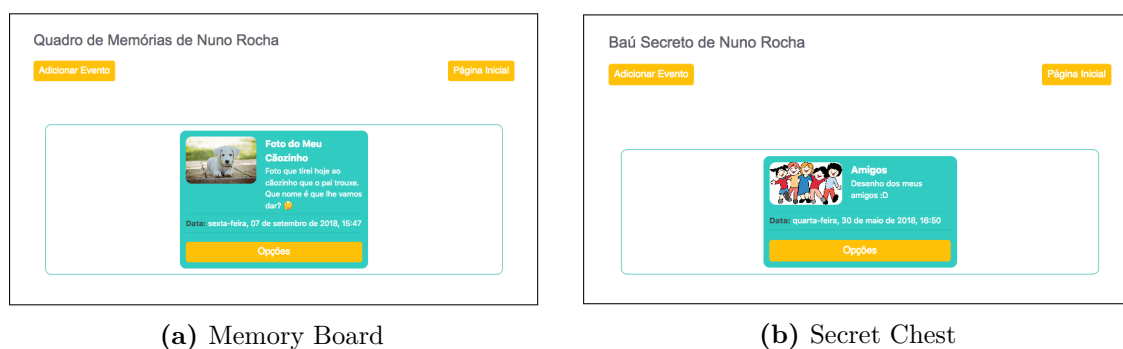 Quadro de Memórias de Nuno Rocha
Adicionar Evento
Página Inicial
Foto do Meu
Cãozinho
Foto que tirei hoje ao
cãozinho que o pai trouxe.
Que nome é que lhe vamos
dar? 🤔
Data: sexta-feira, 07 de setembro de 2018, 15:47
Opções
(a) Memory Board
Baú Secreto de Nuno Rocha
Adicionar Evento
Página Inicial
Amigos
Desenho dos meus
amigos :D
Data: quarta-feira, 30 de maio de 2018, 16:50
Opções
(b) Secret Chest